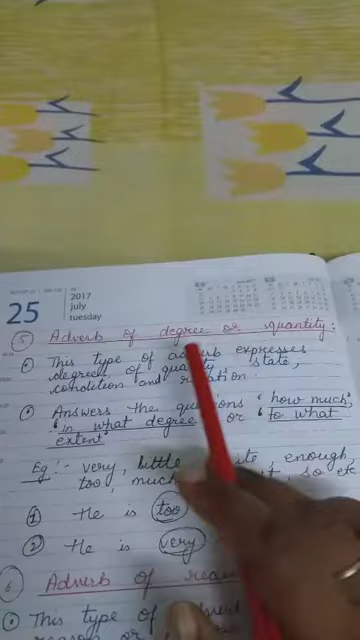 25
2017
july
tuesday
⑤ Adverb of degree or quantity:
This type of adverb expresses
degrees of quality, state,
condition and relation.
Answers the questions 'how much',
'in what degree' or 'to what
extent'
Eg:- very, little, enough,
too, much, so etc
① He is too
② He is very
⑥ Adverb of
This type of
reason or